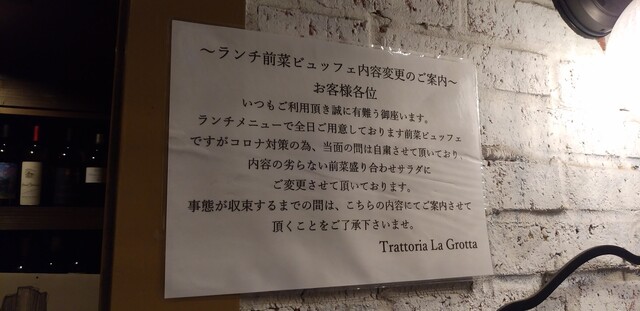 ～ランチ前菜ビュッフェ内容変更のご案内～
お客様各位
いつもご利用頂き誠に有難う御座います。
ランチメニューで全日ご用意しております前菜ビュッフェ
ですがコロナ対策の為、当面の間は自粛させて頂いており、
内容の劣らない前菜盛り合わせサラダに
ご変更させて頂いております。
事態が収束するまでの間は、こちらの内容にてご案内させて
頂くことをご了承下さいませ。
Trattoria La Grotta